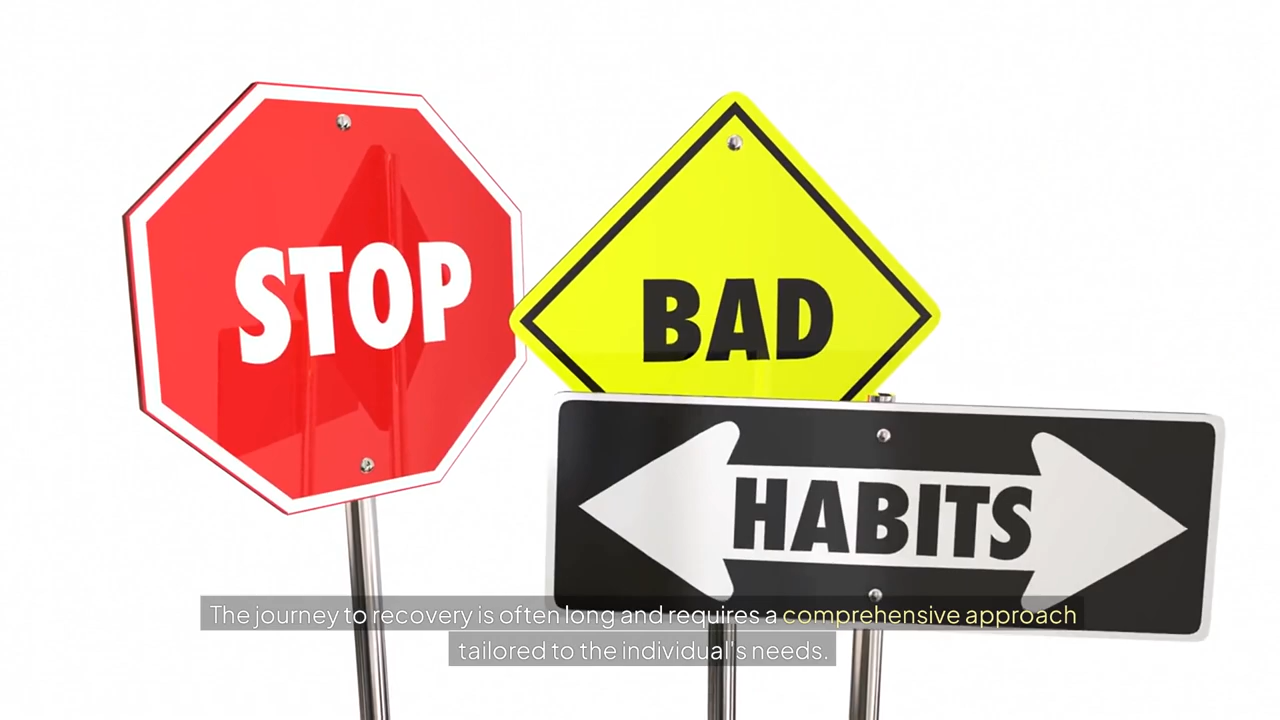 STOP
BAD
HABITS
The journey to recovery is often long and requires a comprehensive approach
tailored to the individual's needs.